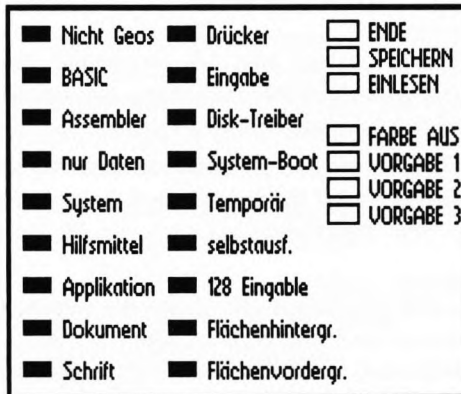 Nicht Geos
BASIC
Assembler
nur Daten
System
Hilfsmittel
Applikation
Dokument
Schrift
Drücker
Eingabe
Disk-Treiber
System-Boot
Temporär
selbstausf.
128 Eingable
Flächenhintergr.
Flächenvordergr.
ENDE
SPEICHERN
EINLESEN
FARBE AUS
VORGABE 1
VORGABE 2
VORGABE 3